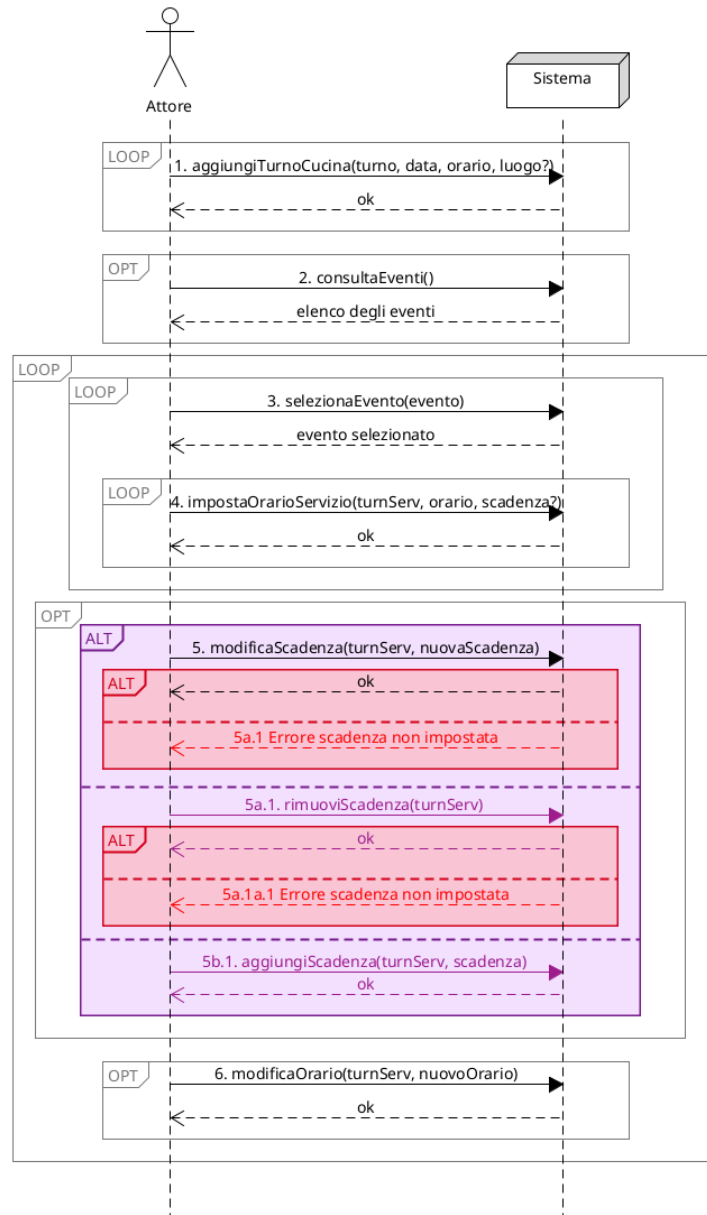 Attore
Sistema
LOOP
1. aggiungiTurnoCucina(turno, data, orario, luogo?)
ok
OPT
2. consultaEventi()
elenco degli eventi
LOOP
LOOP
3. selezionaEvento(evento)
evento selezionato
LOOP
4. impostaOrarioServizio(turnServ, orario, scadenza?)
ok
OPT
ALT
5. modificaScadenza(turnServ, nuovaScadenza)
ALT
ok
5a.1 Errore scadenza non impostata
5a.1. rimuoviScadenza(turnServ)
ALT
ok
5a.1a.1 Errore scadenza non impostata
5b.1. aggiungiScadenza(turnServ, scadenza)
ok
OPT
6. modificaOrario(turnServ, nuovoOrario)
ok